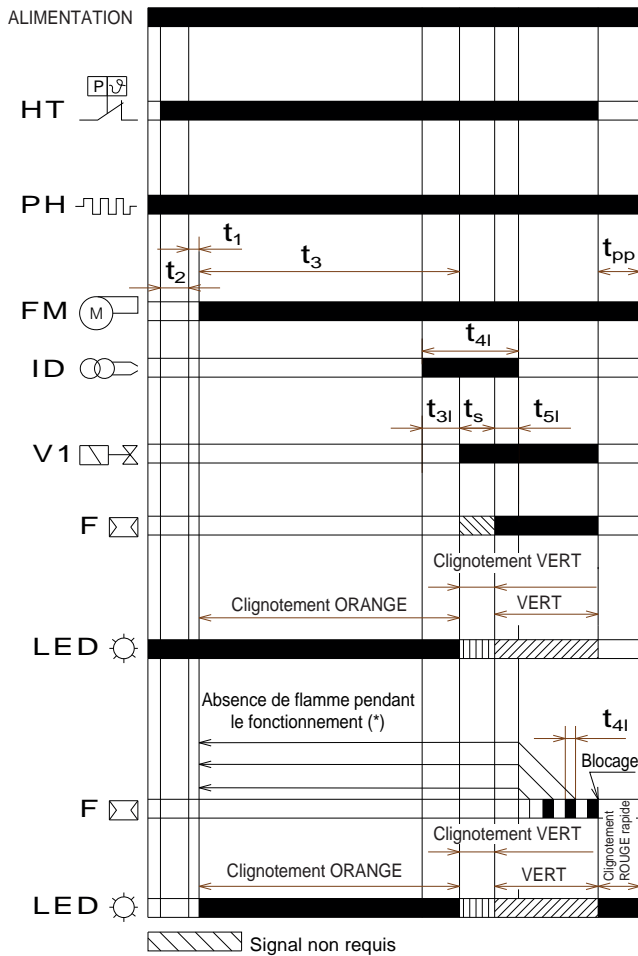 ALIMENTATION
P ϑ
HT
PH
t1
t2
t3
tpp
FM M
t4l
ID
t3l ts t5l
V1
F
Clignotement VERT
Clignotement ORANGE VERT
LED
Absence de flamme pendant
le fonctionnement (*)
t4l
Blocage
F
Clignotement VERT
Clignotement
ROUGE rapide
Clignotement ORANGE VERT
LED
Signal non requis